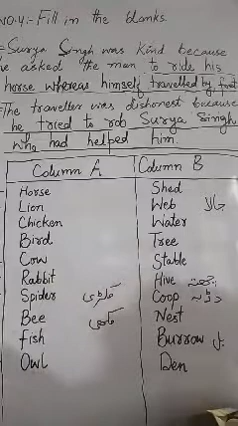 NO.4:- Fill in the blanks.
Surya Singh was Kind because
he asked the man to ride his
horse whereas himself travelled by foot
The traveller was dishonest because
he tried to rob Surya Singh
who had helped him.
Column A Column B
Horse Shed
Lion Web جالا
Chicken Water
Bird Tree
Cow Stable
Rabbit Hive
Spider Coop
Bee Nest
fish Burrow بل
Owl Den